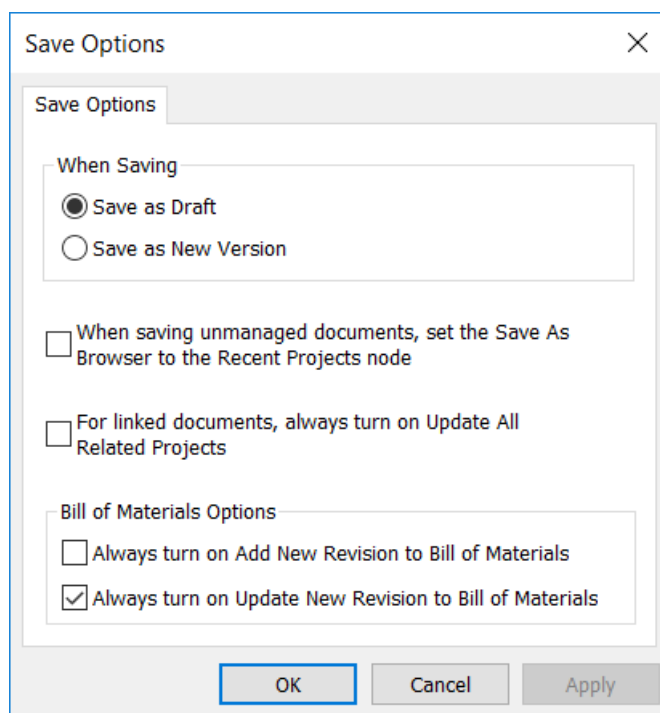 Save Options
Save Options
When Saving
Save as Draft
Save as New Version
When saving unmanaged documents, set the Save As
Browser to the Recent Projects node
For linked documents, always turn on Update All
Related Projects
Bill of Materials Options
Always turn on Add New Revision to Bill of Materials
Always turn on Update New Revision to Bill of Materials
OK Cancel Apply